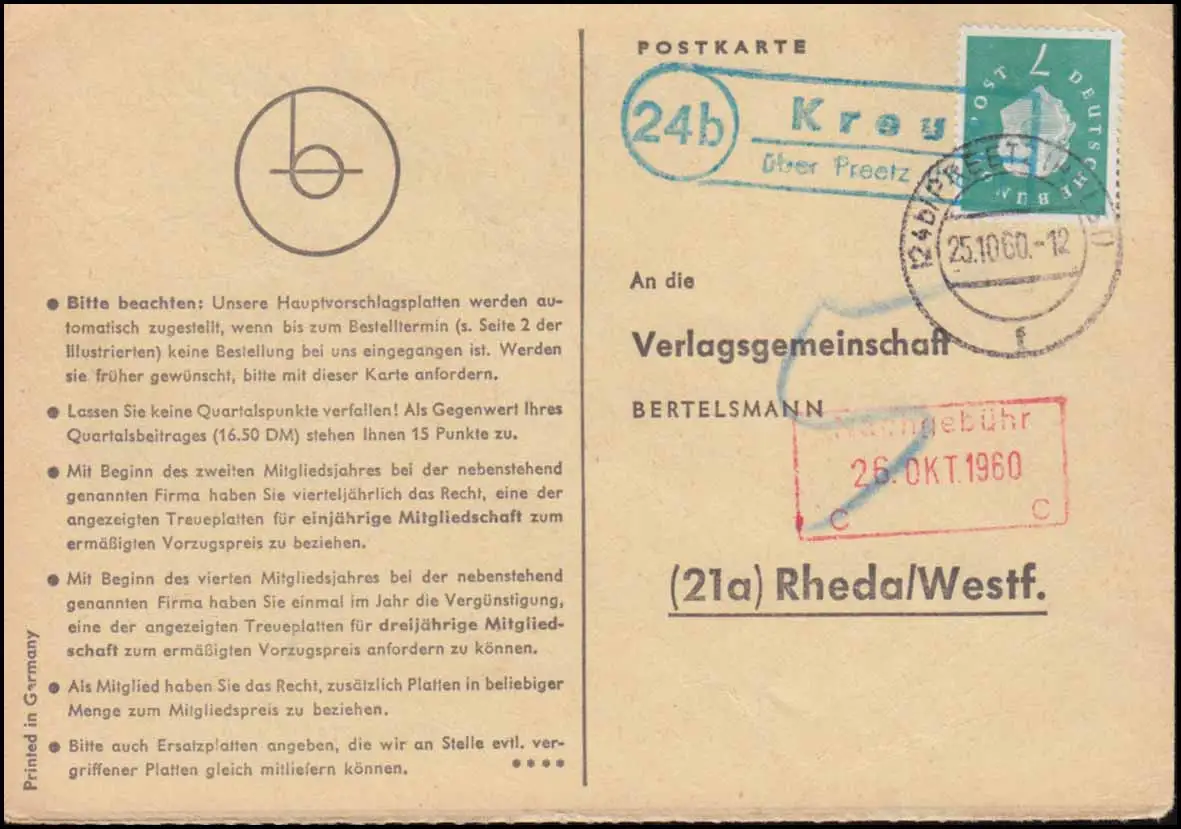 Bitte beachten: Unsere Hauptvorschlagsplatten werden au-
tomatisch zugestellt, wenn bis zum Bestelltermin (s. Seite 2 der
Illustrierten) keine Bestellung bei uns eingegangen ist. Werden
sie früher gewünscht, bitte mit dieser Karte anfordern.
Lassen Sie keine Quartalspunkte verfallen! Als Gegenwert Ihres
Quartalsbeitrages (16.50 DM) stehen Ihnen 15 Punkte zu.
Mit Beginn des zweiten Mitgliedsjahres bei der nebenstehend
genannten Firma haben Sie vierteljährlich das Recht, eine der
angezeigten Treueplatten für einjährige Mitgliedschaft zum
ermäßigten Vorzugspreis zu beziehen.
Mit Beginn des vierten Mitgliedsjahres bei der nebenstehend
genannten Firma haben Sie einmal im Jahr die Vergünstigung,
eine der angezeigten Treueplatten für dreijährige Mitglied-
schaft zum ermäßigten Vorzugspreis anfordern zu können.
Als Mitglied haben Sie das Recht, zusätzlich Platten in beliebiger
Menge zum Mitgliedspreis zu beziehen.
Bitte auch Ersatzplatten angeben, die wir an Stelle evtl. ver-
griffener Platten gleich mitliefern können.
Printed in Germany
POSTKARTE
24b Kreu
über Preetz
7
DEUTSCHE BUNDESPOST
(24b) PREETZ
25.10.60.-12
f
An die
Verlagsgemeinschaft
BERTELSMANN
Nachgebühr
26. OKT. 1960
C C
(21a) Rheda/Westf.